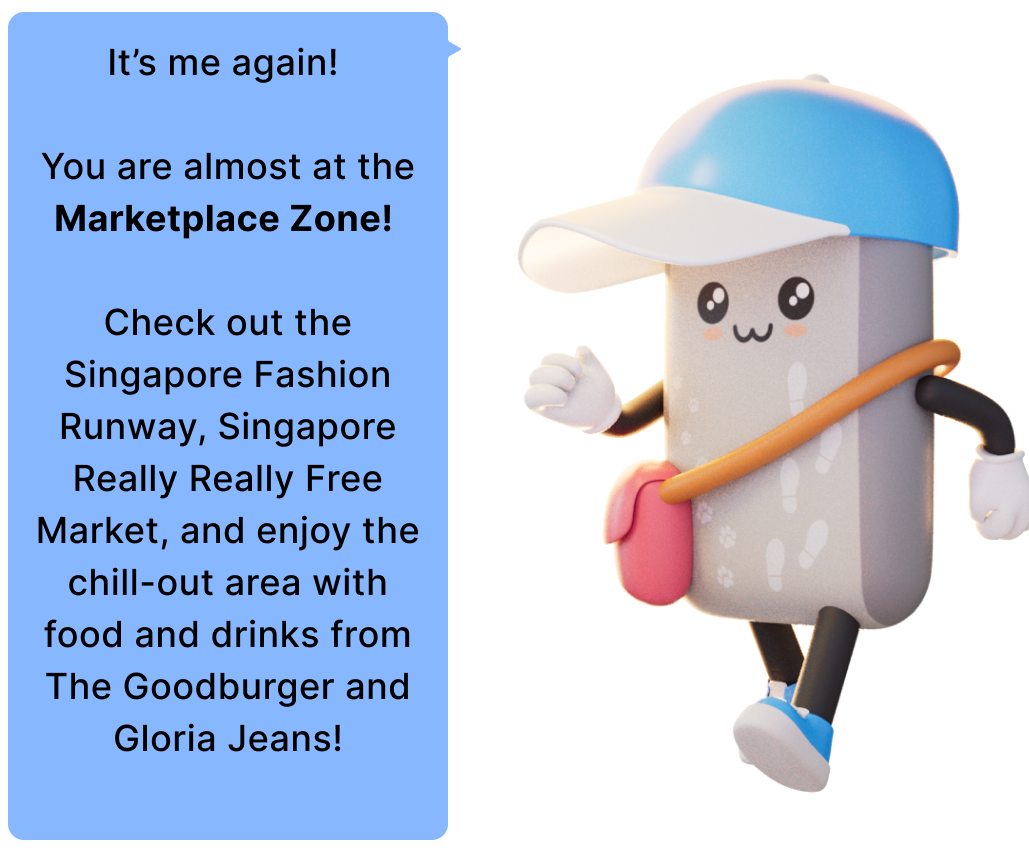 It’s me again!
You are almost at the
Marketplace Zone!
Check out the
Singapore Fashion
Runway, Singapore
Really Really Free
Market, and enjoy the
chill-out area with
food and drinks from
The Goodburger and
Gloria Jeans!